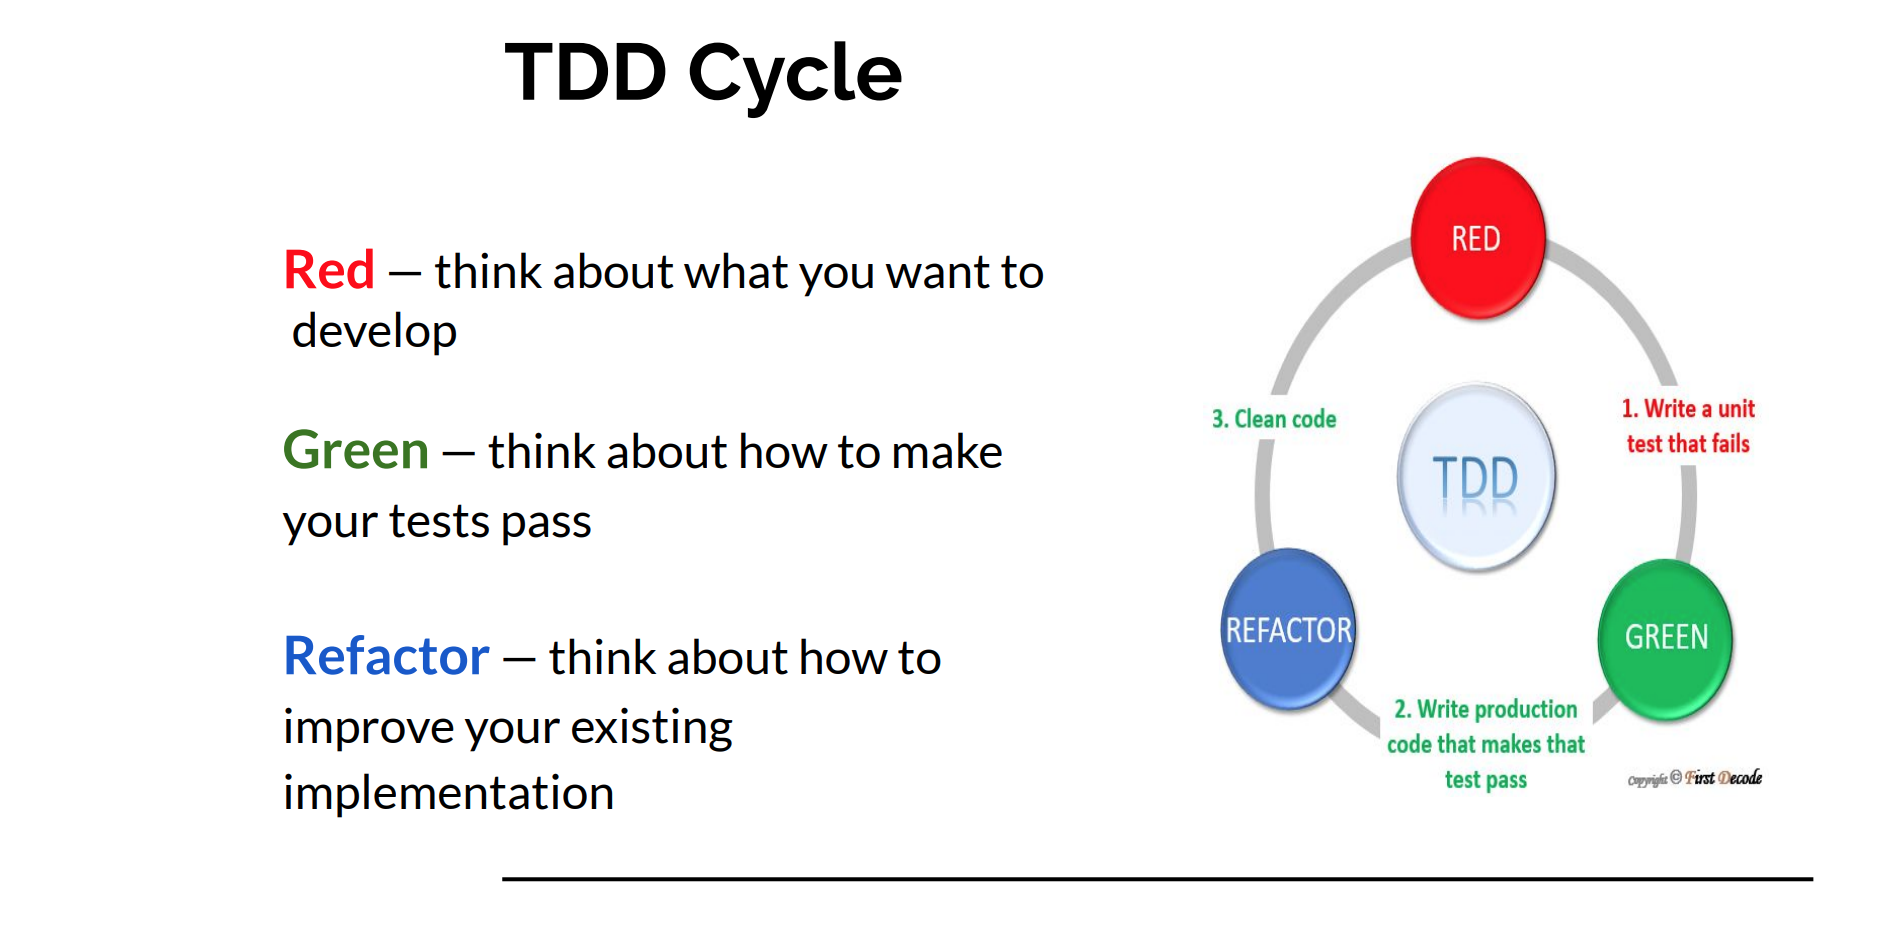 TDD Cycle
Red — think about what you want to
develop
Green — think about how to make
your tests pass
Refactor — think about how to
improve your existing
implementation
RED
3. Clean code
1. Write a unit
test that fails
TDD
REFACTOR
GREEN
2. Write production
code that makes that
test pass
Copyright © First Decode